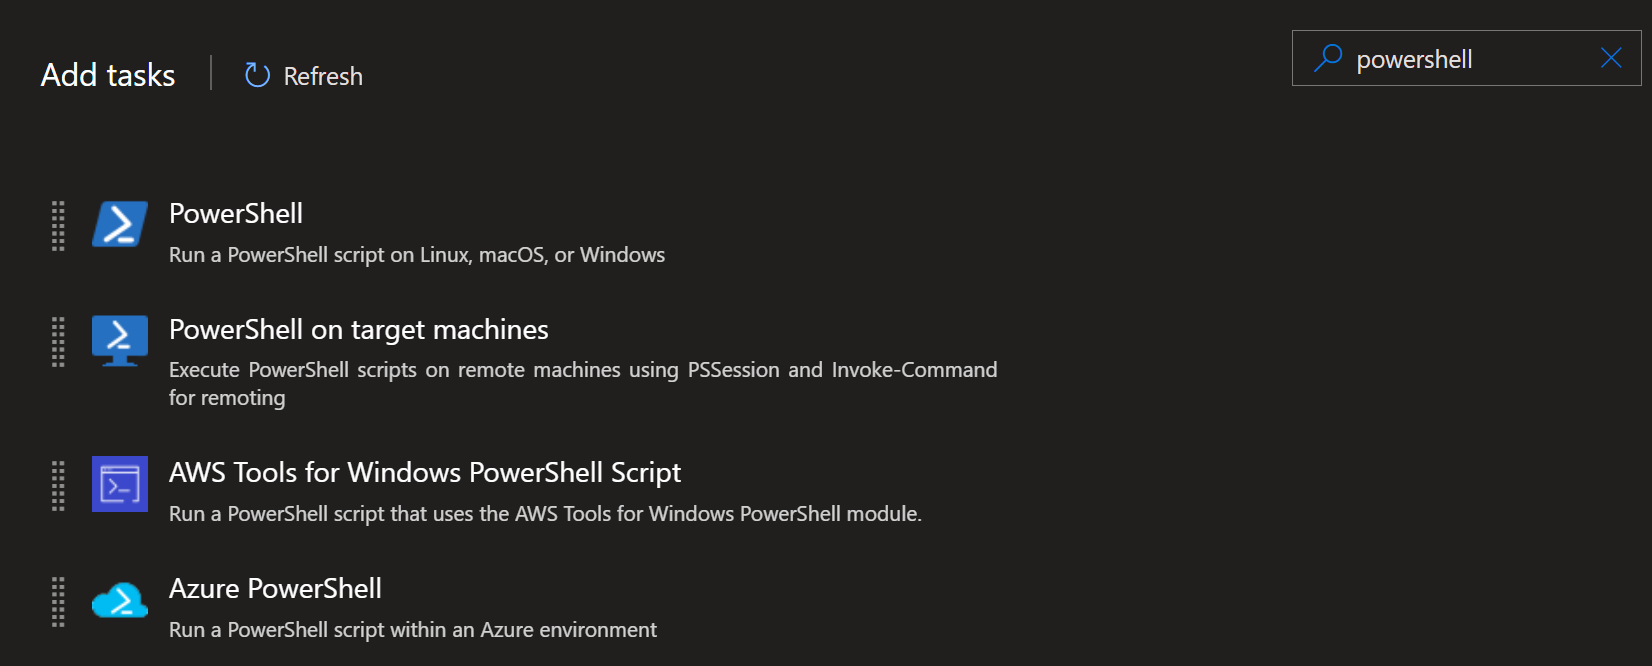 Add tasks
Refresh
powershell
PowerShell
Run a PowerShell script on Linux, macOS, or Windows
PowerShell on target machines
Execute PowerShell scripts on remote machines using PSSession and Invoke-Command
for remoting
AWS Tools for Windows PowerShell Script
Run a PowerShell script that uses the AWS Tools for Windows PowerShell module.
Azure PowerShell
Run a PowerShell script within an Azure environment